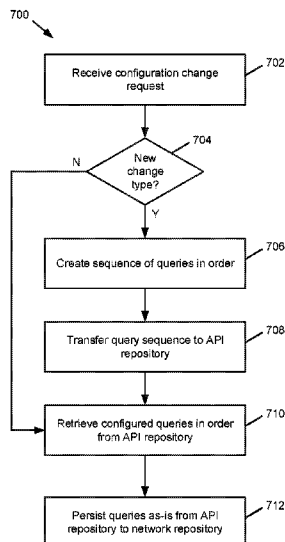 700
Receive configuration change
request
702
704
N
New
change
type?
Y
Create sequence of queries in order
706
Transfer query sequence to API
repository
708
Retrieve configured queries in order
from API repository
710
Persist queries as-is from API
repository to network repository
712